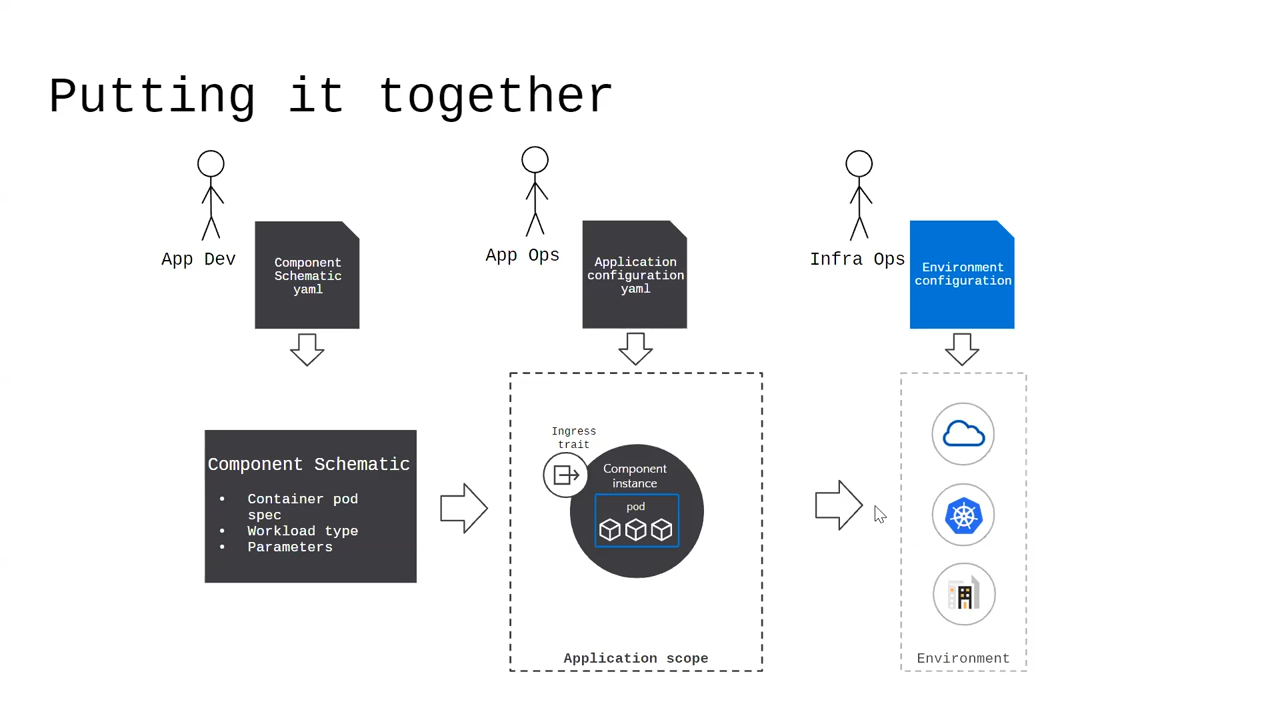 Putting it together
App Dev
Component
Schematic
yaml
App Ops
Application
configuration
yaml
Infra Ops
Environment
configuration
Component Schematic
• Container pod
spec
• Workload type
• Parameters
Ingress
trait
Component
instance
pod
Application scope
Environment